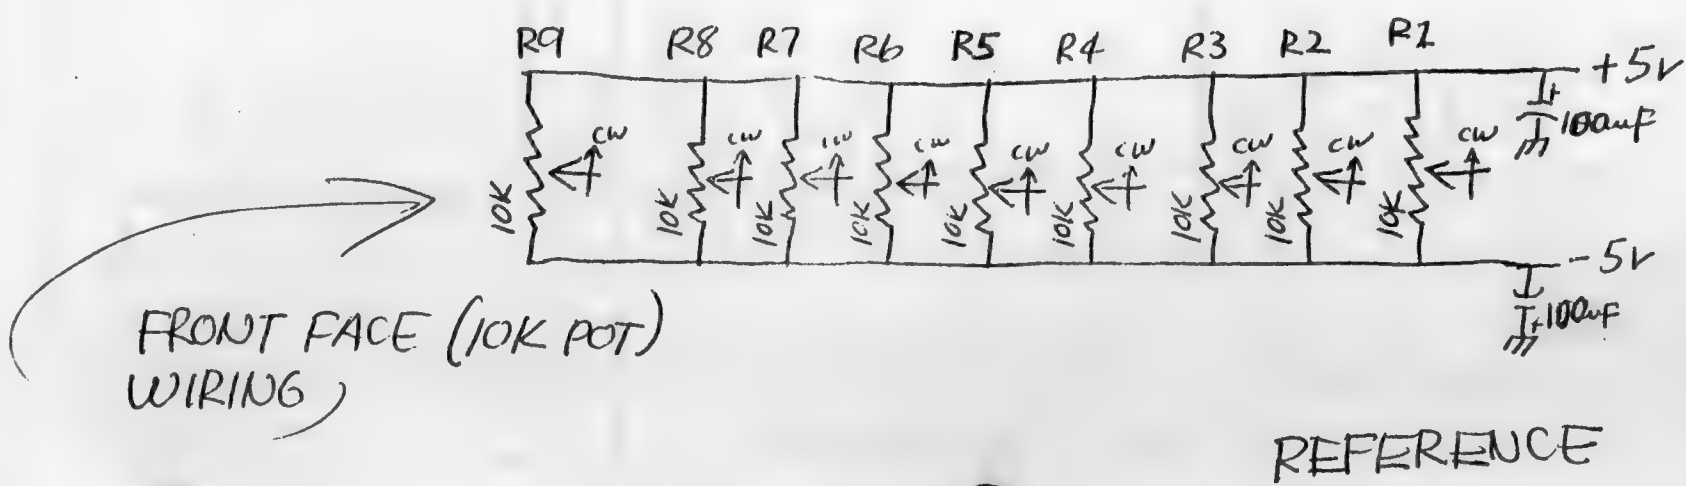 R9 R8 R7 R6 R5 R4 R3 R2 R1
+5V
+
100uF
cw cw cw cw cw cw cw cw cw
10K 10K 10K 10K 10K 10K 10K 10K 10K
-5V
+100uF
FRONT FACE (10K POT)
WIRING
REFERENCE